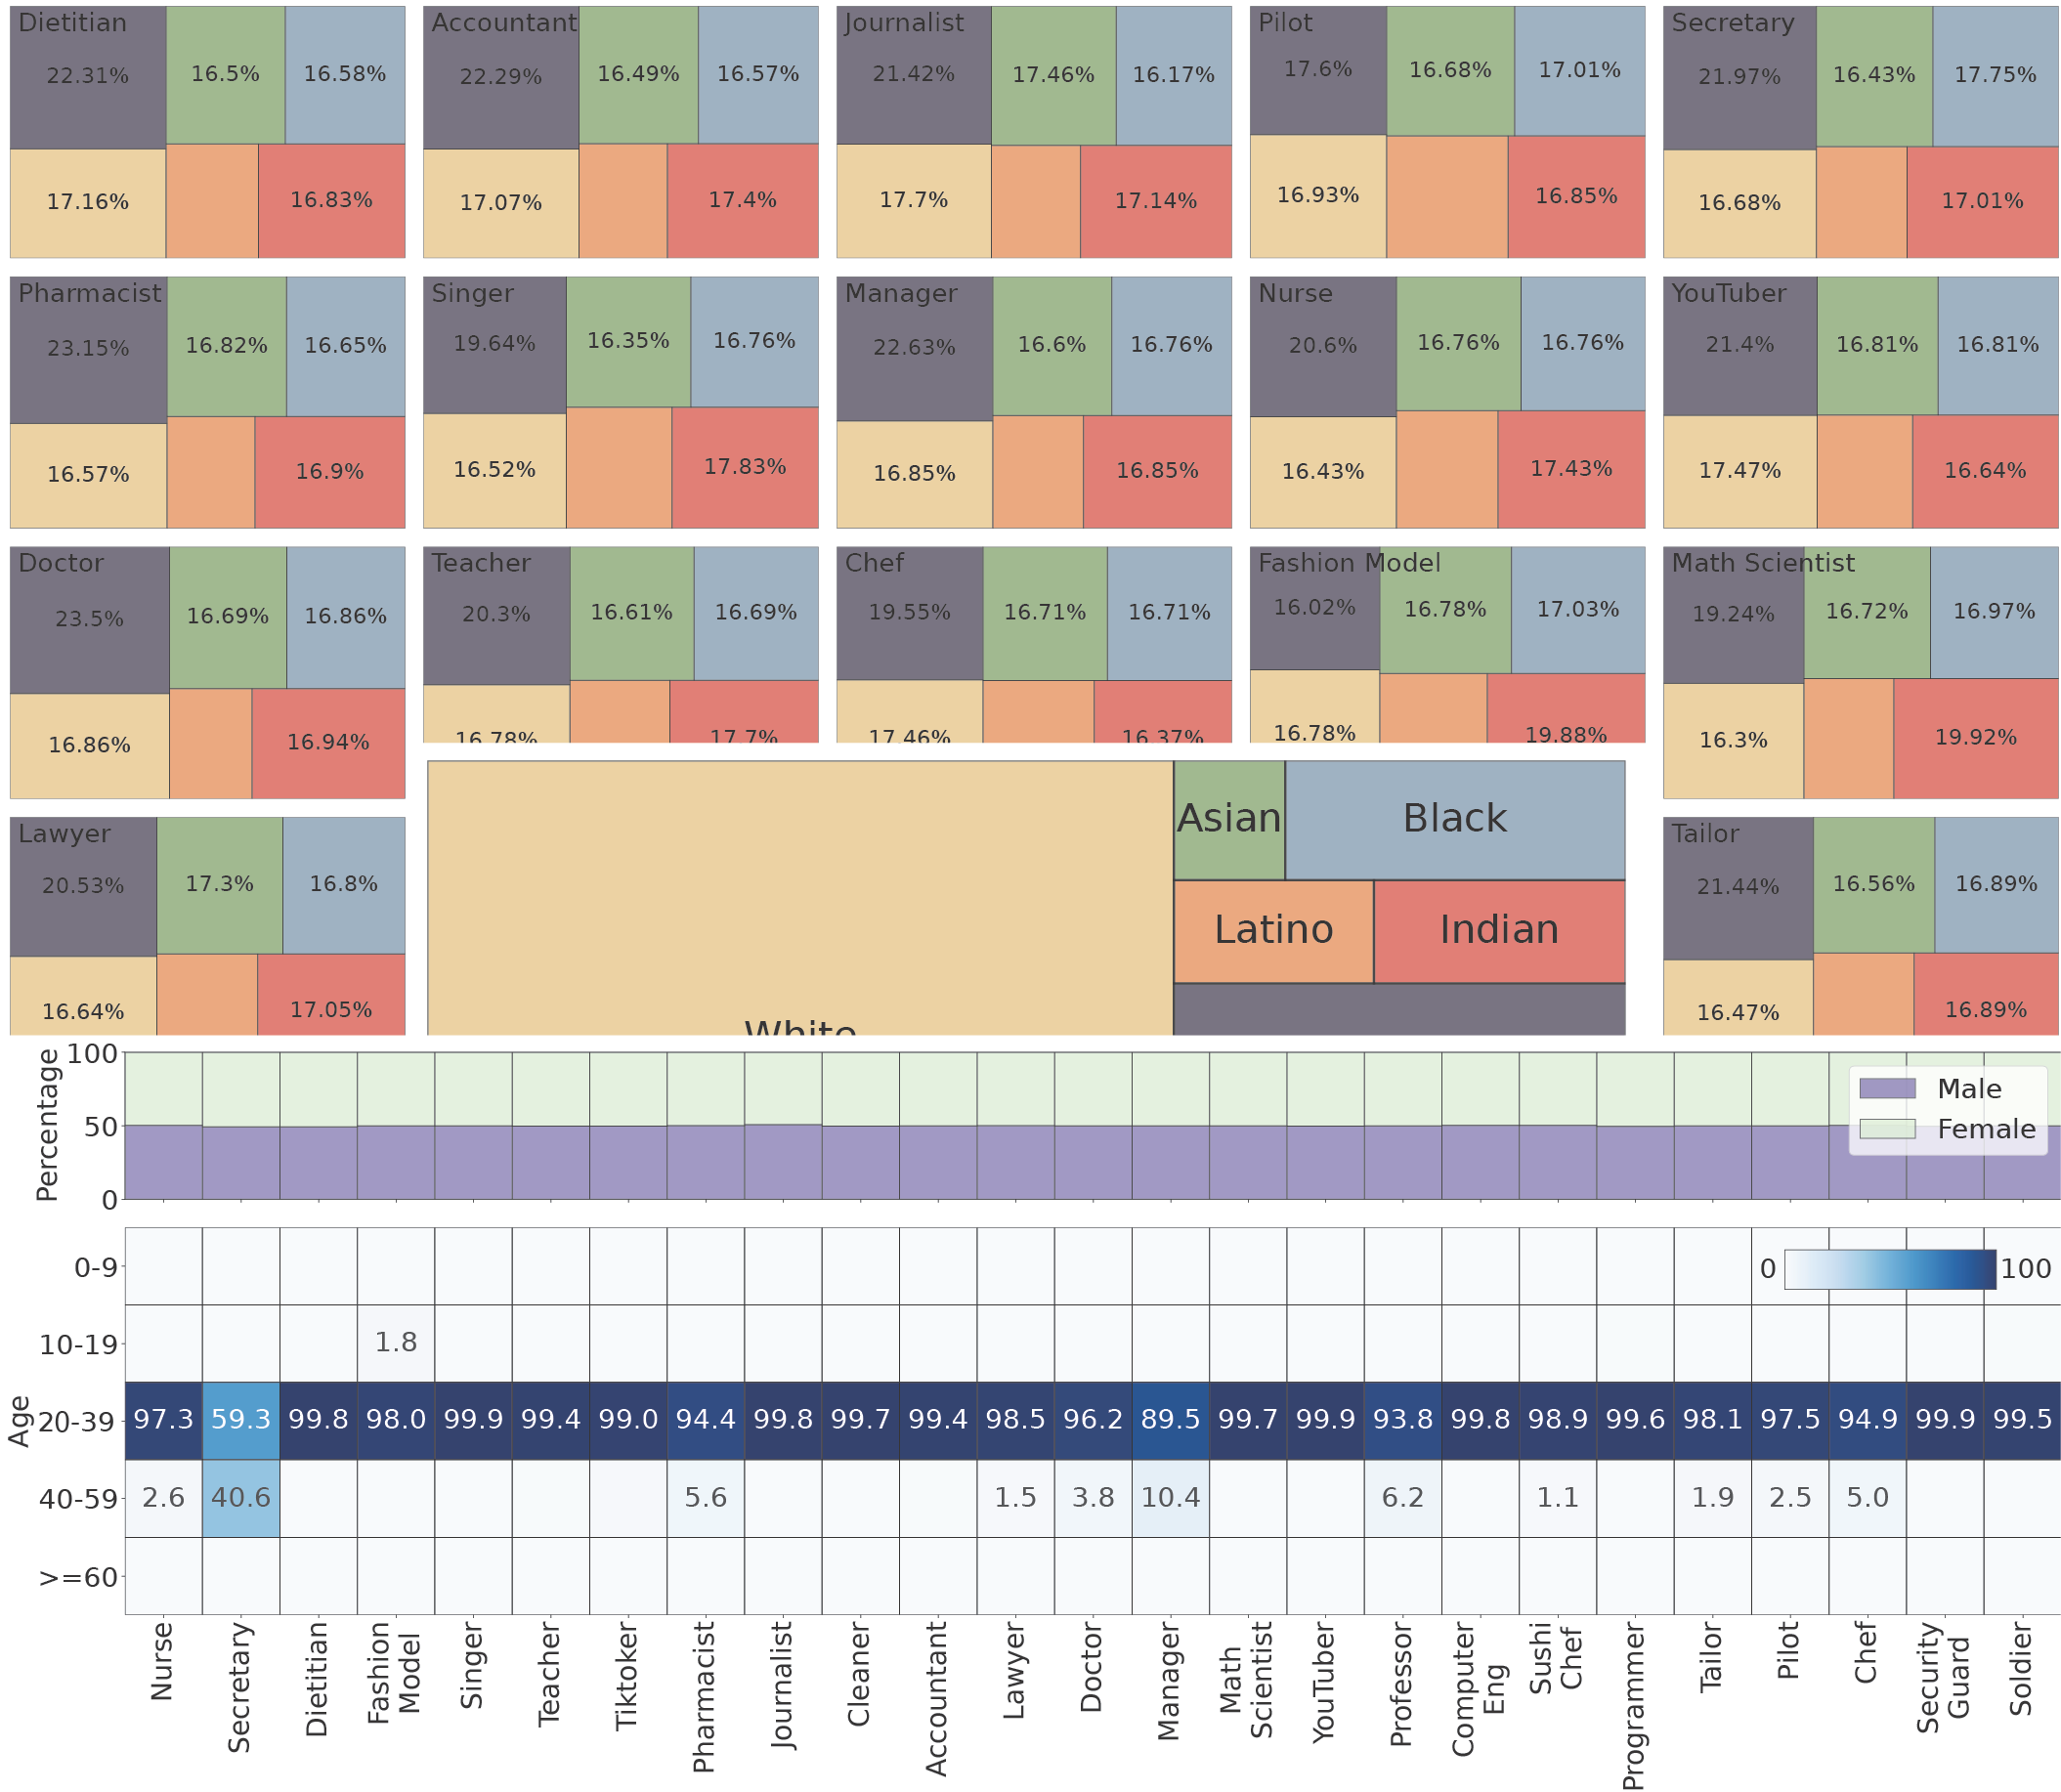 Dietitian
22.31% 16.5% 16.58%
17.16% 16.83%
Accountant
22.29% 16.49% 16.57%
17.07% 17.4%
Journalist
21.42% 17.46% 16.17%
17.7% 17.14%
Pilot
17.6% 16.68% 17.01%
16.93% 16.85%
Secretary
21.97% 16.43% 17.75%
16.68% 17.01%
Pharmacist
23.15% 16.82% 16.65%
16.57% 16.9%
Singer
19.64% 16.35% 16.76%
16.52% 17.83%
Manager
22.63% 16.6% 16.76%
16.85% 16.85%
Nurse
20.6% 16.76% 16.76%
16.43% 17.43%
YouTuber
21.4% 16.81% 16.81%
17.47% 16.64%
Doctor
23.5% 16.69% 16.86%
16.86% 16.94%
Teacher
20.3% 16.61% 16.69%
16.78% 17.7%
Chef
19.55% 16.71% 16.71%
17.46% 16.37%
Fashion Model
16.02% 16.78% 17.03%
16.78% 19.88%
Math Scientist
19.24% 16.72% 16.97%
16.3% 19.92%
Lawyer
20.53% 17.3% 16.8%
16.64% 17.05%
Asian Black
Latino Indian
White
Tailor
21.44% 16.56% 16.89%
16.47% 16.89%
Percentage
100
50
0
Male
Female
Age
0-9
0 100
10-19 1.8
20-39 97.3 59.3 99.8 98.0 99.9 99.4 99.0 94.4 99.8 99.7 99.4 98.5 96.2 89.5 99.7 99.9 93.8 99.8 98.9 99.6 98.1 97.5 94.9 99.9 99.5
40-59 2.6 40.6 5.6 1.5 3.8 10.4 6.2 1.1 1.9 2.5 5.0
>=60
Nurse
Secretary
Dietitian
Fashion
Model
Singer
Teacher
Tiktoker
Pharmacist
Journalist
Cleaner
Accountant
Lawyer
Doctor
Manager
Math
Scientist
YouTuber
Professor
Computer
Eng
Sushi
Chef
Programmer
Tailor
Pilot
Chef
Security
Guard
Soldier